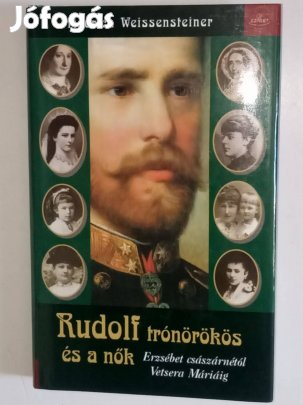 Jófogás
Weissensteiner
Rudolf trónörökös
és a nők
Erzsébet császárnétól
Vetsera Máriáig